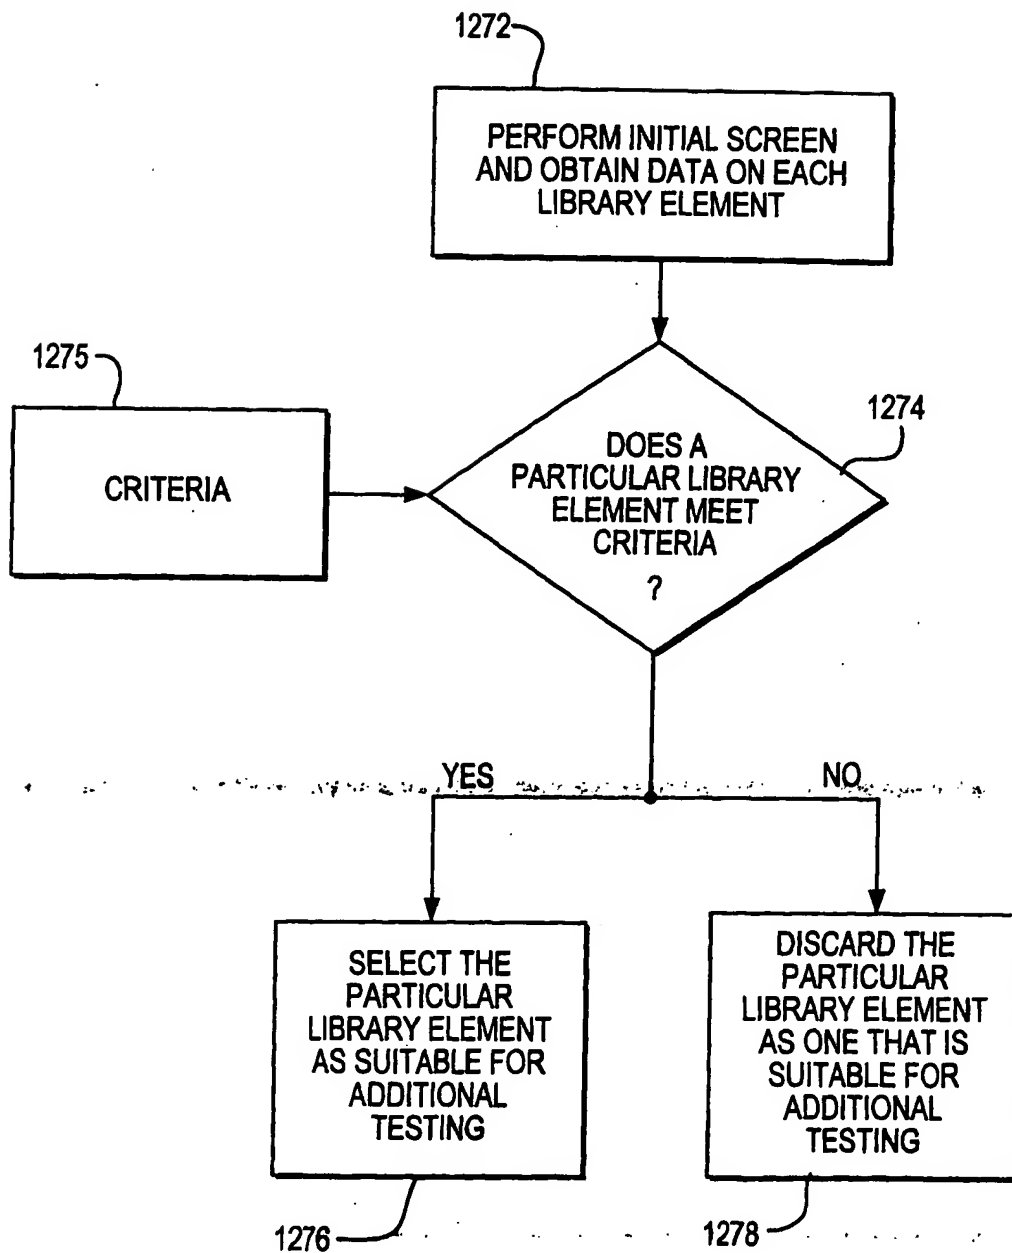 1272
PERFORM INITIAL SCREEN
AND OBTAIN DATA ON EACH
LIBRARY ELEMENT
1275
CRITERIA
1274
DOES A
PARTICULAR LIBRARY
ELEMENT MEET
CRITERIA
?
YES
NO
SELECT THE
PARTICULAR
LIBRARY ELEMENT
AS SUITABLE FOR
ADDITIONAL
TESTING
1276
DISCARD THE
PARTICULAR
LIBRARY ELEMENT
AS ONE THAT IS
SUITABLE FOR
ADDITIONAL
TESTING
1278